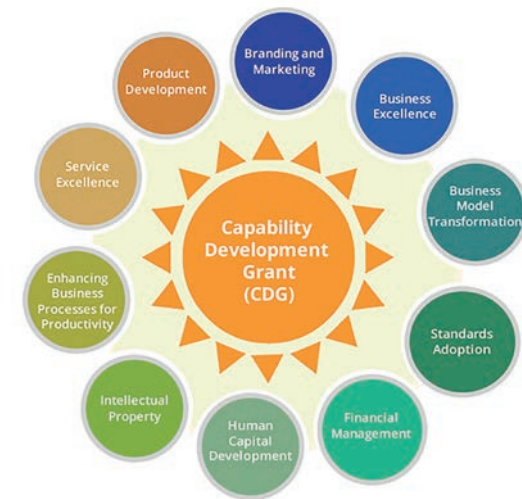 Branding and
Marketing
Business
Excellence
Business
Model
Transformation
Standards
Adoption
Financial
Management
Human
Capital
Development
Intellectual
Property
Enhancing
Business
Processes for
Productivity
Service
Excellence
Product
Development
Capability
Development
Grant
(CDG)